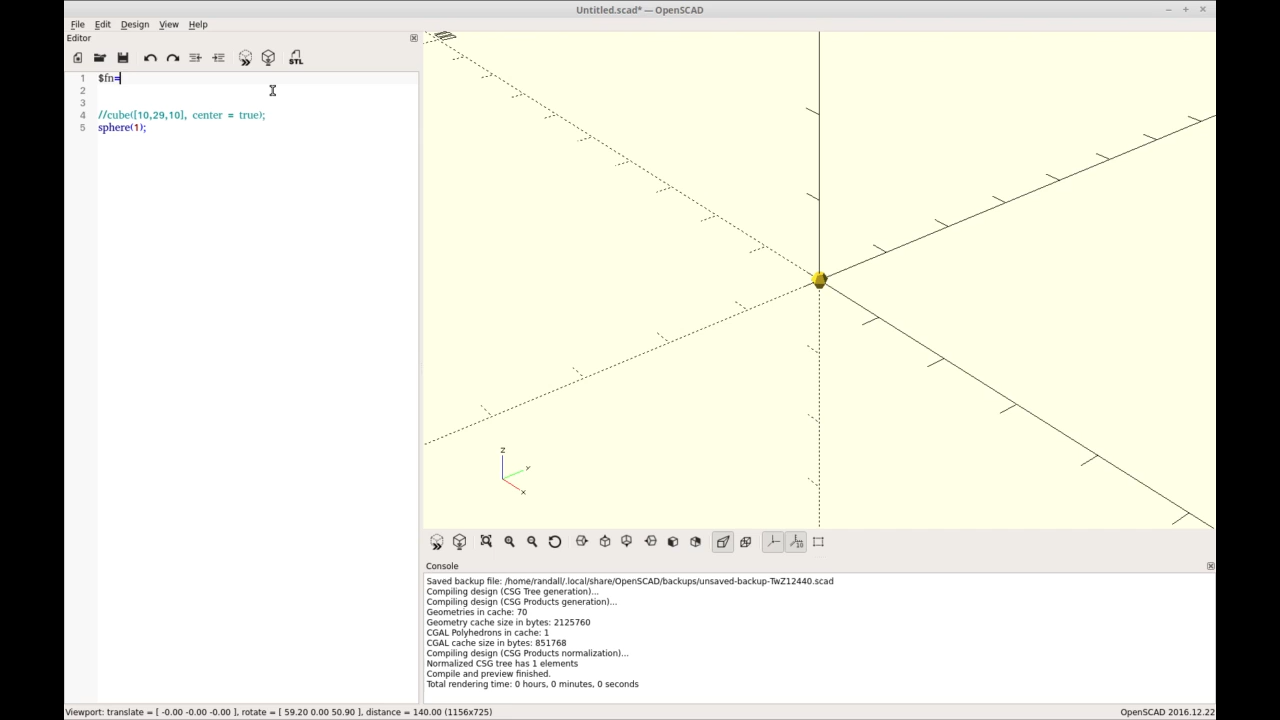 Untitled.scad* — OpenSCAD
File Edit Design View Help
Editor
STL
1 $fn=
2
3
4 //cube([10,29,10], center = true);
5 sphere(1);
Z
Y
X
10
Console
Saved backup file: /home/randall/.local/share/OpenSCAD/backups/unsaved-backup-TwZ12440.scad
Compiling design (CSG Tree generation)...
Compiling design (CSG Products generation)...
Geometries in cache: 70
Geometry cache size in bytes: 2125760
CGAL Polyhedrons in cache: 1
CGAL cache size in bytes: 851768
Compiling design (CSG Products normalization)...
Normalized CSG tree has 1 elements
Compile and preview finished.
Total rendering time: 0 hours, 0 minutes, 0 seconds
Viewport: translate = [ -0.00 -0.00 -0.00 ], rotate = [ 59.20 0.00 50.90 ], distance = 140.00 (1156x725)
OpenSCAD 2016.12.22